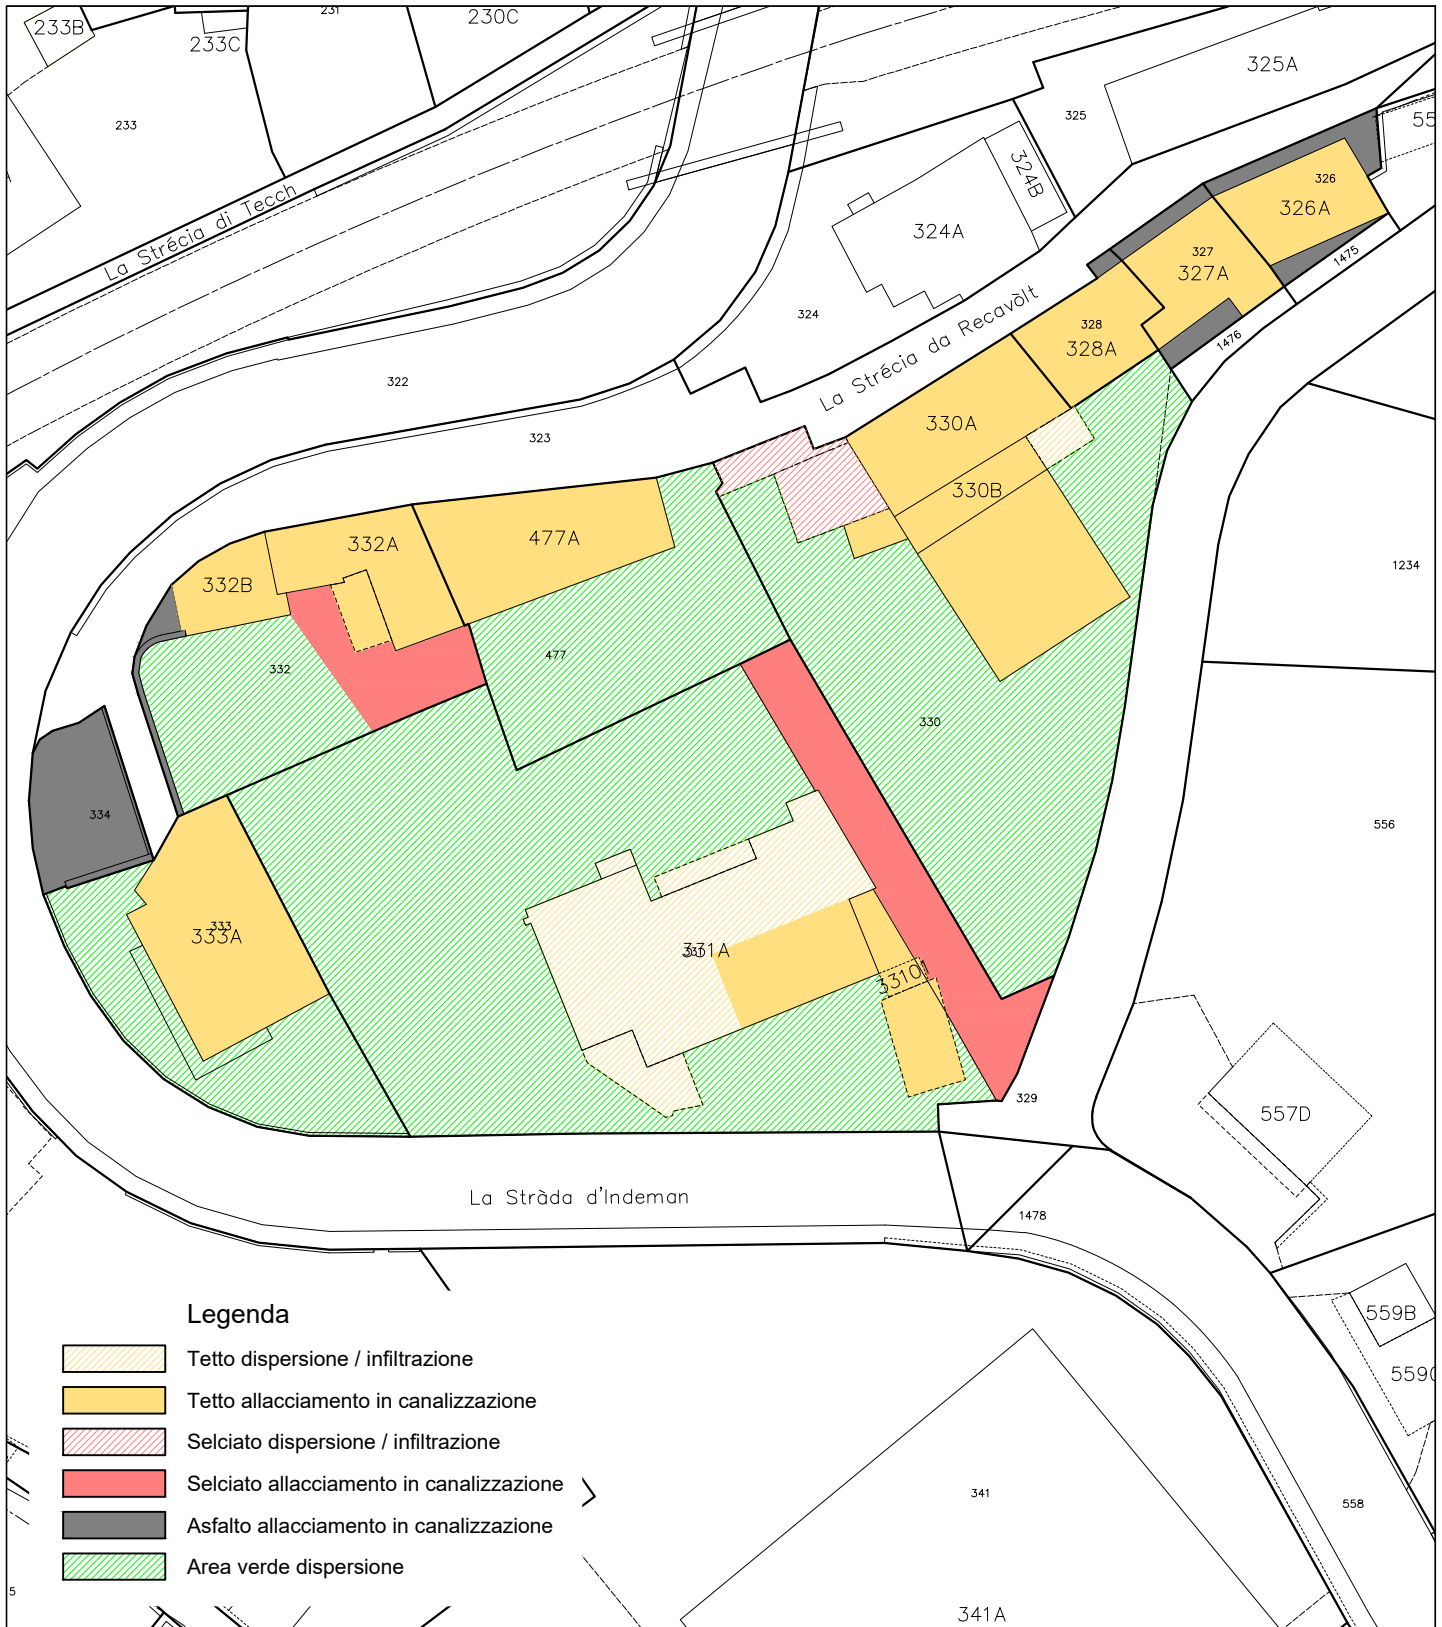 233B
233C
231
230C
233
325A
325
55
324B
324A
324
326
326A
327
327A
1475
1476
328
328A
La Strécia di Tecch
La Strécia da Recavòlt
322
323
330A
330B
477A
332A
332B
332
477
330
1234
556
334
333
333A
331A
331
3310
329
557D
La Stràda d'Indeman
1478
559B
559C
558
341
341A
5
Legenda
Tetto dispersione / infiltrazione
Tetto allacciamento in canalizzazione
Selciato dispersione / infiltrazione
Selciato allacciamento in canalizzazione
Asfalto allacciamento in canalizzazione
Area verde dispersione